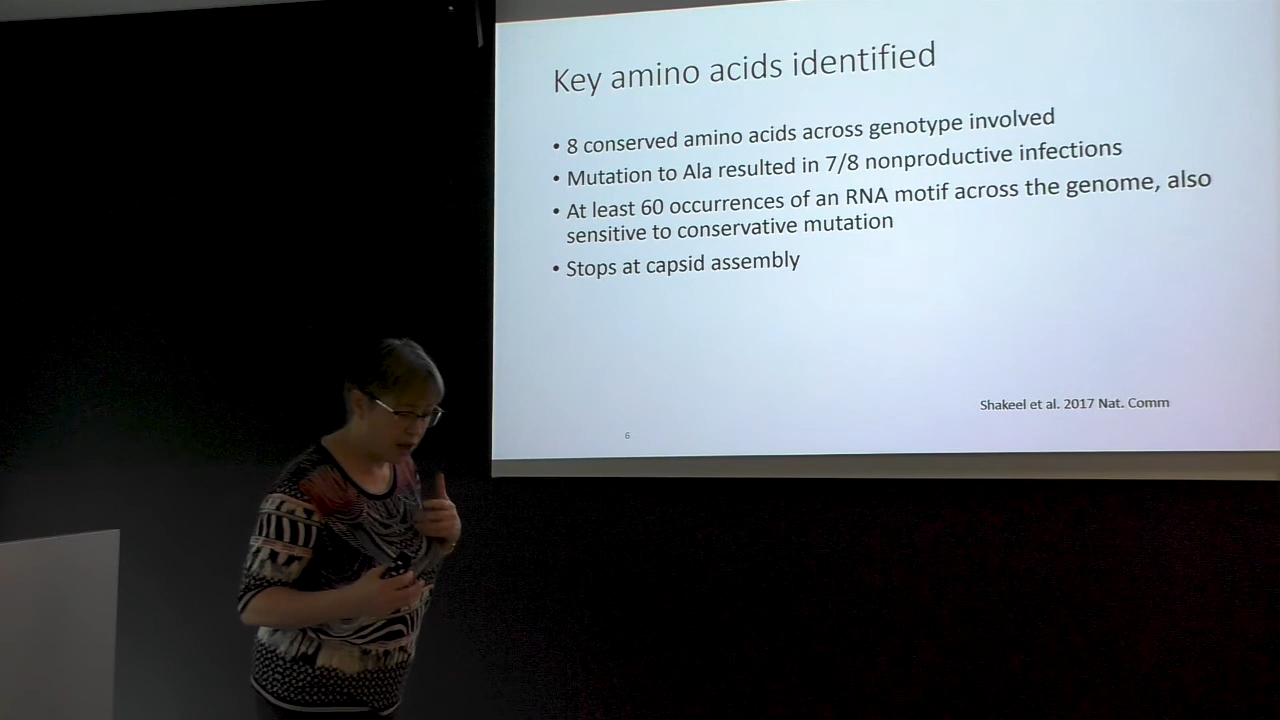 Key amino acids identified
• 8 conserved amino acids across genotype involved
• Mutation to Ala resulted in 7/8 nonproductive infections
• At least 60 occurrences of an RNA motif across the genome, also
sensitive to conservative mutation
• Stops at capsid assembly
Shakeel et al. 2017 Nat. Comm
6